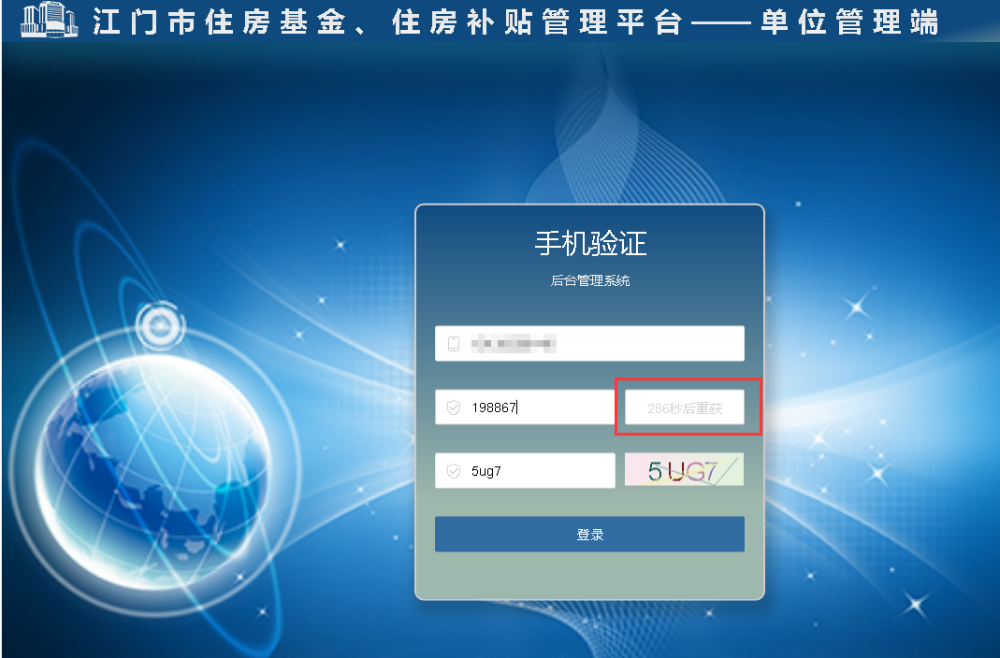 江门市住房基金、住房补贴管理平台——单位管理端
手机验证
后台管理系统
198867
286秒后重获
5ug7
5UG7
登录